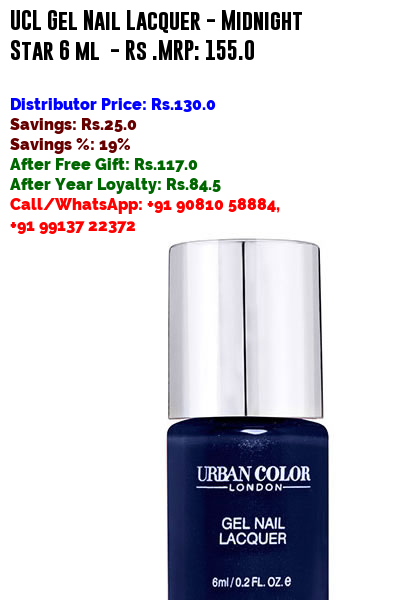 UCL Gel Nail Lacquer - Midnight
Star 6 ml - Rs .MRP: 155.0
Distributor Price: Rs.130.0
Savings: Rs.25.0
Savings %: 19%
After Free Gift: Rs.117.0
After Year Loyalty: Rs.84.5
Call/WhatsApp: +91 90810 58884,
+91 99137 22372
URBAN COLOR
LONDON
GEL NAIL
LACQUER
6ml/0.2 FL. OZ. e